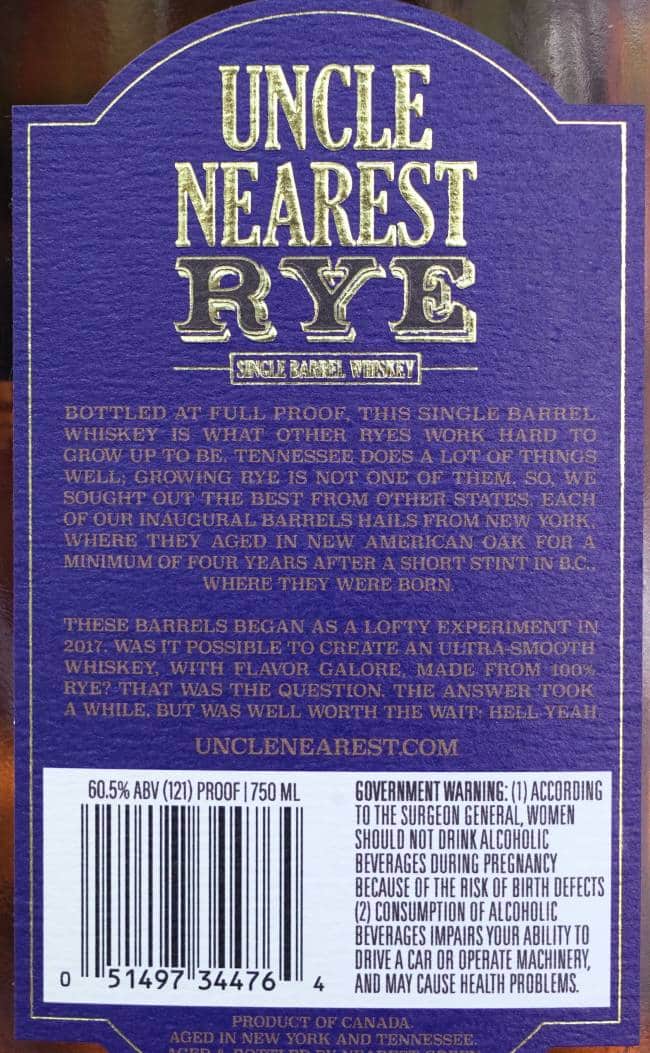 UNCLE
NEAREST
RYE
SINGLE BARREL WHISKEY
BOTTLED AT FULL PROOF, THIS SINGLE BARREL
WHISKEY IS WHAT OTHER RYES WORK HARD TO
GROW UP TO BE. TENNESSEE DOES A LOT OF THINGS
WELL; GROWING RYE IS NOT ONE OF THEM. SO, WE
SOUGHT OUT THE BEST FROM OTHER STATES. EACH
OF OUR INAUGURAL BARRELS HAILS FROM NEW YORK,
WHERE THEY AGED IN NEW AMERICAN OAK FOR A
MINIMUM OF FOUR YEARS AFTER A SHORT STINT IN B.C.,
WHERE THEY WERE BORN.
THESE BARRELS BEGAN AS A LOFTY EXPERIMENT IN
2017. WAS IT POSSIBLE TO CREATE AN ULTRA-SMOOTH
WHISKEY, WITH FLAVOR GALORE, MADE FROM 100%
RYE? THAT WAS THE QUESTION. THE ANSWER TOOK
A WHILE, BUT WAS WELL WORTH THE WAIT: HELL YEAH
UNCLENEAREST.COM
60.5% ABV (121) PROOF | 750 ML
0 51497 34476 4
GOVERNMENT WARNING: (1) ACCORDING
TO THE SURGEON GENERAL, WOMEN
SHOULD NOT DRINK ALCOHOLIC
BEVERAGES DURING PREGNANCY
BECAUSE OF THE RISK OF BIRTH DEFECTS
(2) CONSUMPTION OF ALCOHOLIC
BEVERAGES IMPAIRS YOUR ABILITY TO
DRIVE A CAR OR OPERATE MACHINERY,
AND MAY CAUSE HEALTH PROBLEMS.
PRODUCT OF CANADA.
AGED IN NEW YORK AND TENNESSEE.